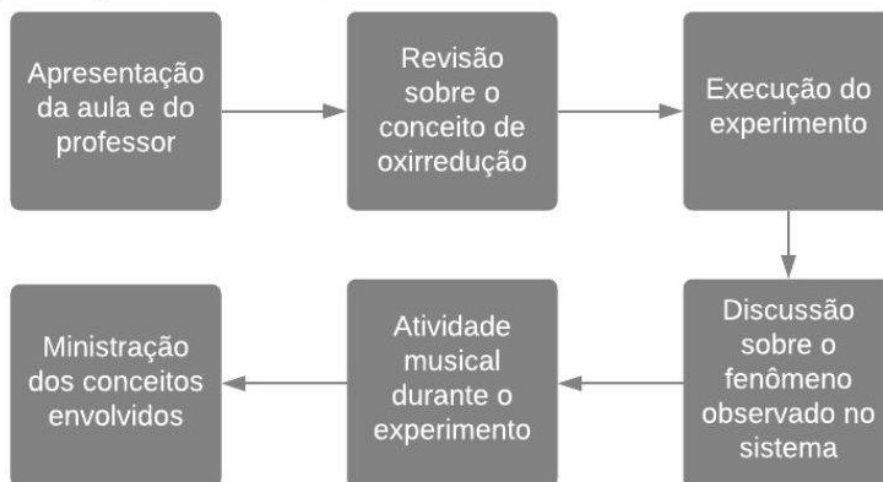 Apresentação
da aula e do
professor
Revisão
sobre o
conceito de
oxirredução
Execução do
experimento
Discussão
sobre o
fenômeno
observado no
sistema
Atividade
musical
durante o
experimento
Ministração
dos conceitos
envolvidos